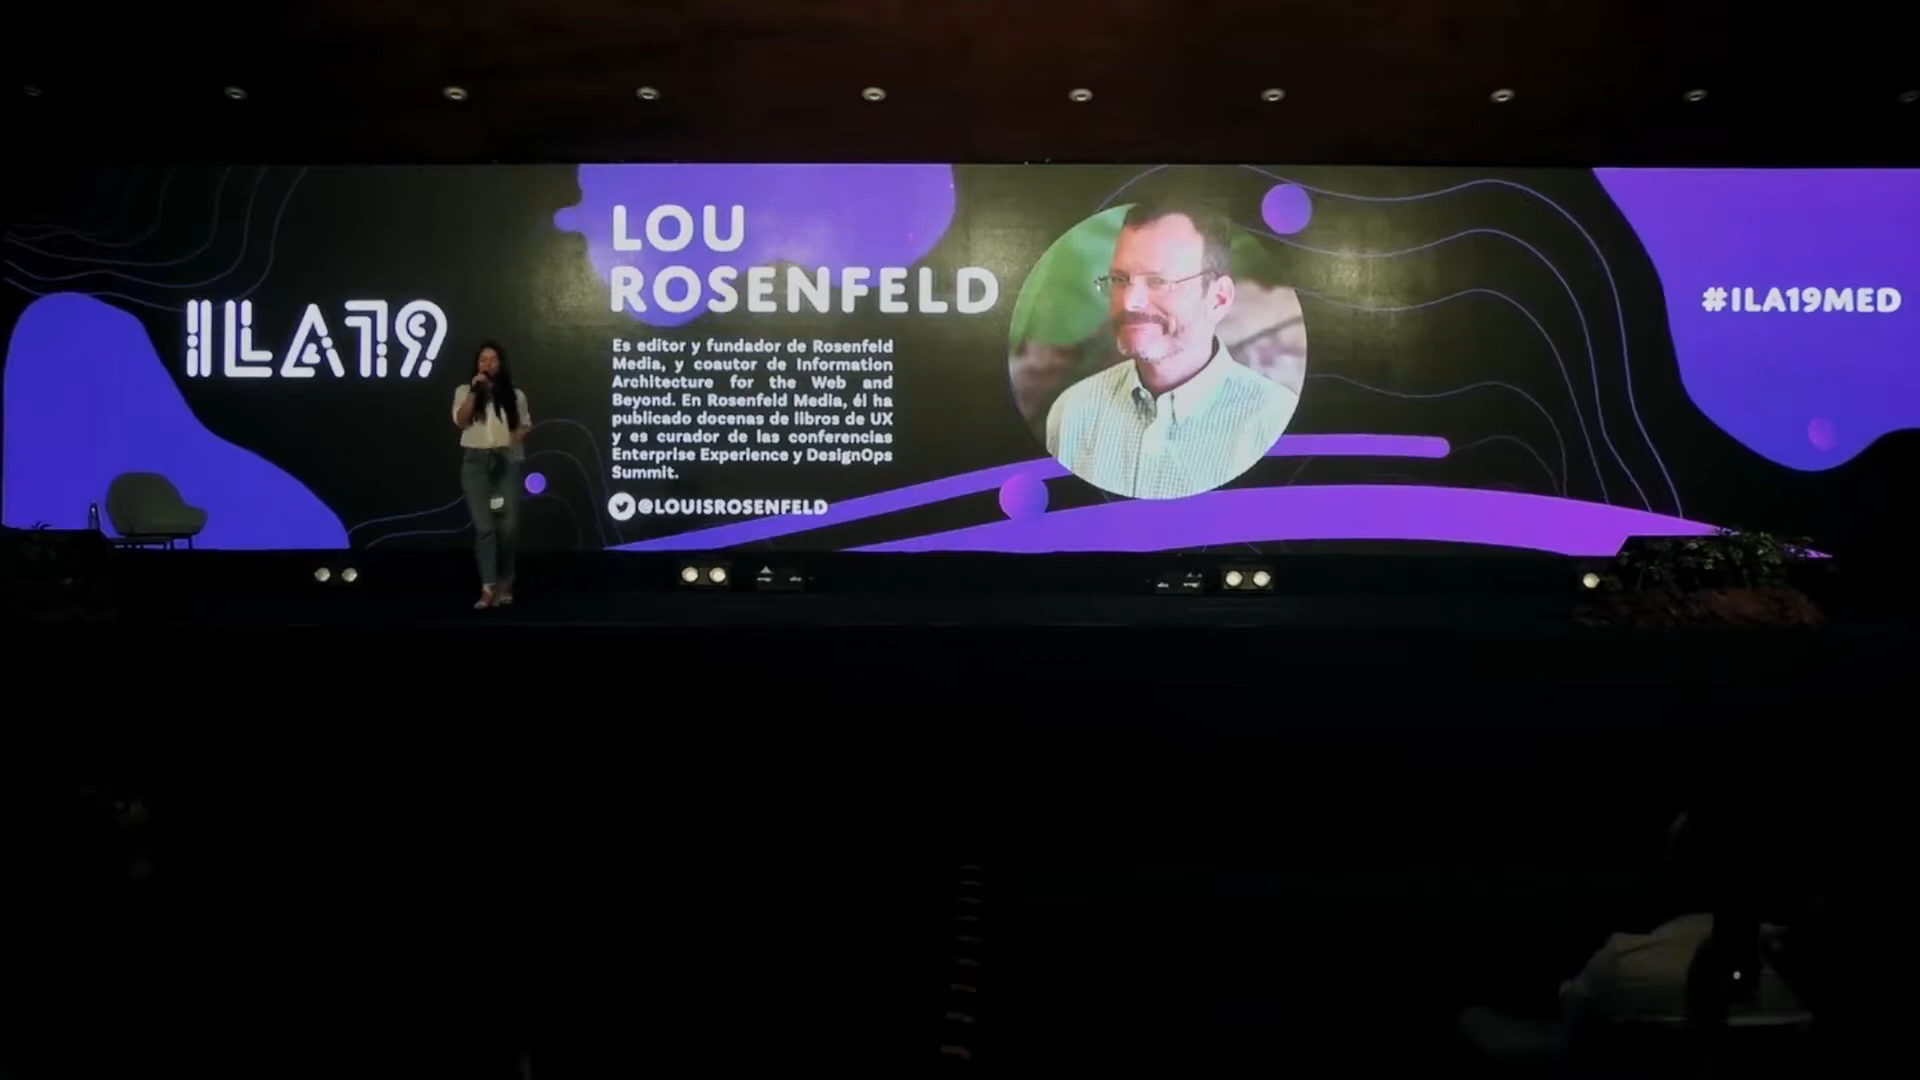 ILA19
LOU
ROSENFELD
Es editor y fundador de Rosenfeld
Media, y coautor de Information
Architecture for the Web and
Beyond. En Rosenfeld Media, él ha
publicado docenas de libros de UX
y es curador de las conferencias
Enterprise Experience y DesignOps
Summit.
@LOUISROSENFELD
#ILA19MED